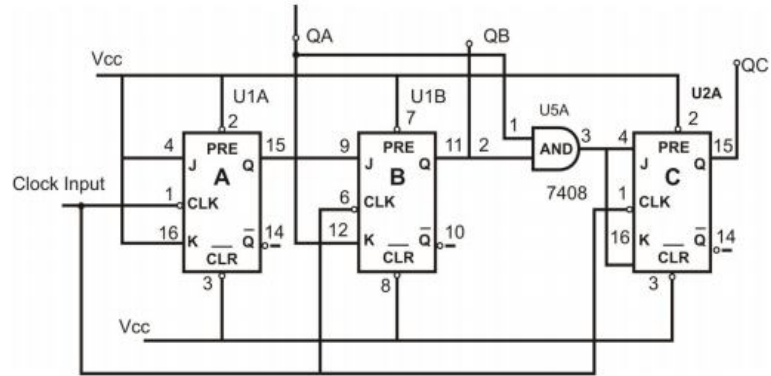 QA
QB
QC
Vcc
U1A
U1B
U5A
U2A
2
7
1
2
4
PRE
15
9
PRE
11
2
AND
3
4
PRE
15
J
Q
J
Q
J
Q
A
B
C
Clock Input
1
CLK
6
CLK
7408
1
CLK
16
K
Q
14
12
K
Q
10
16
K
Q
14
CLR
CLR
CLR
3
8
3
Vcc